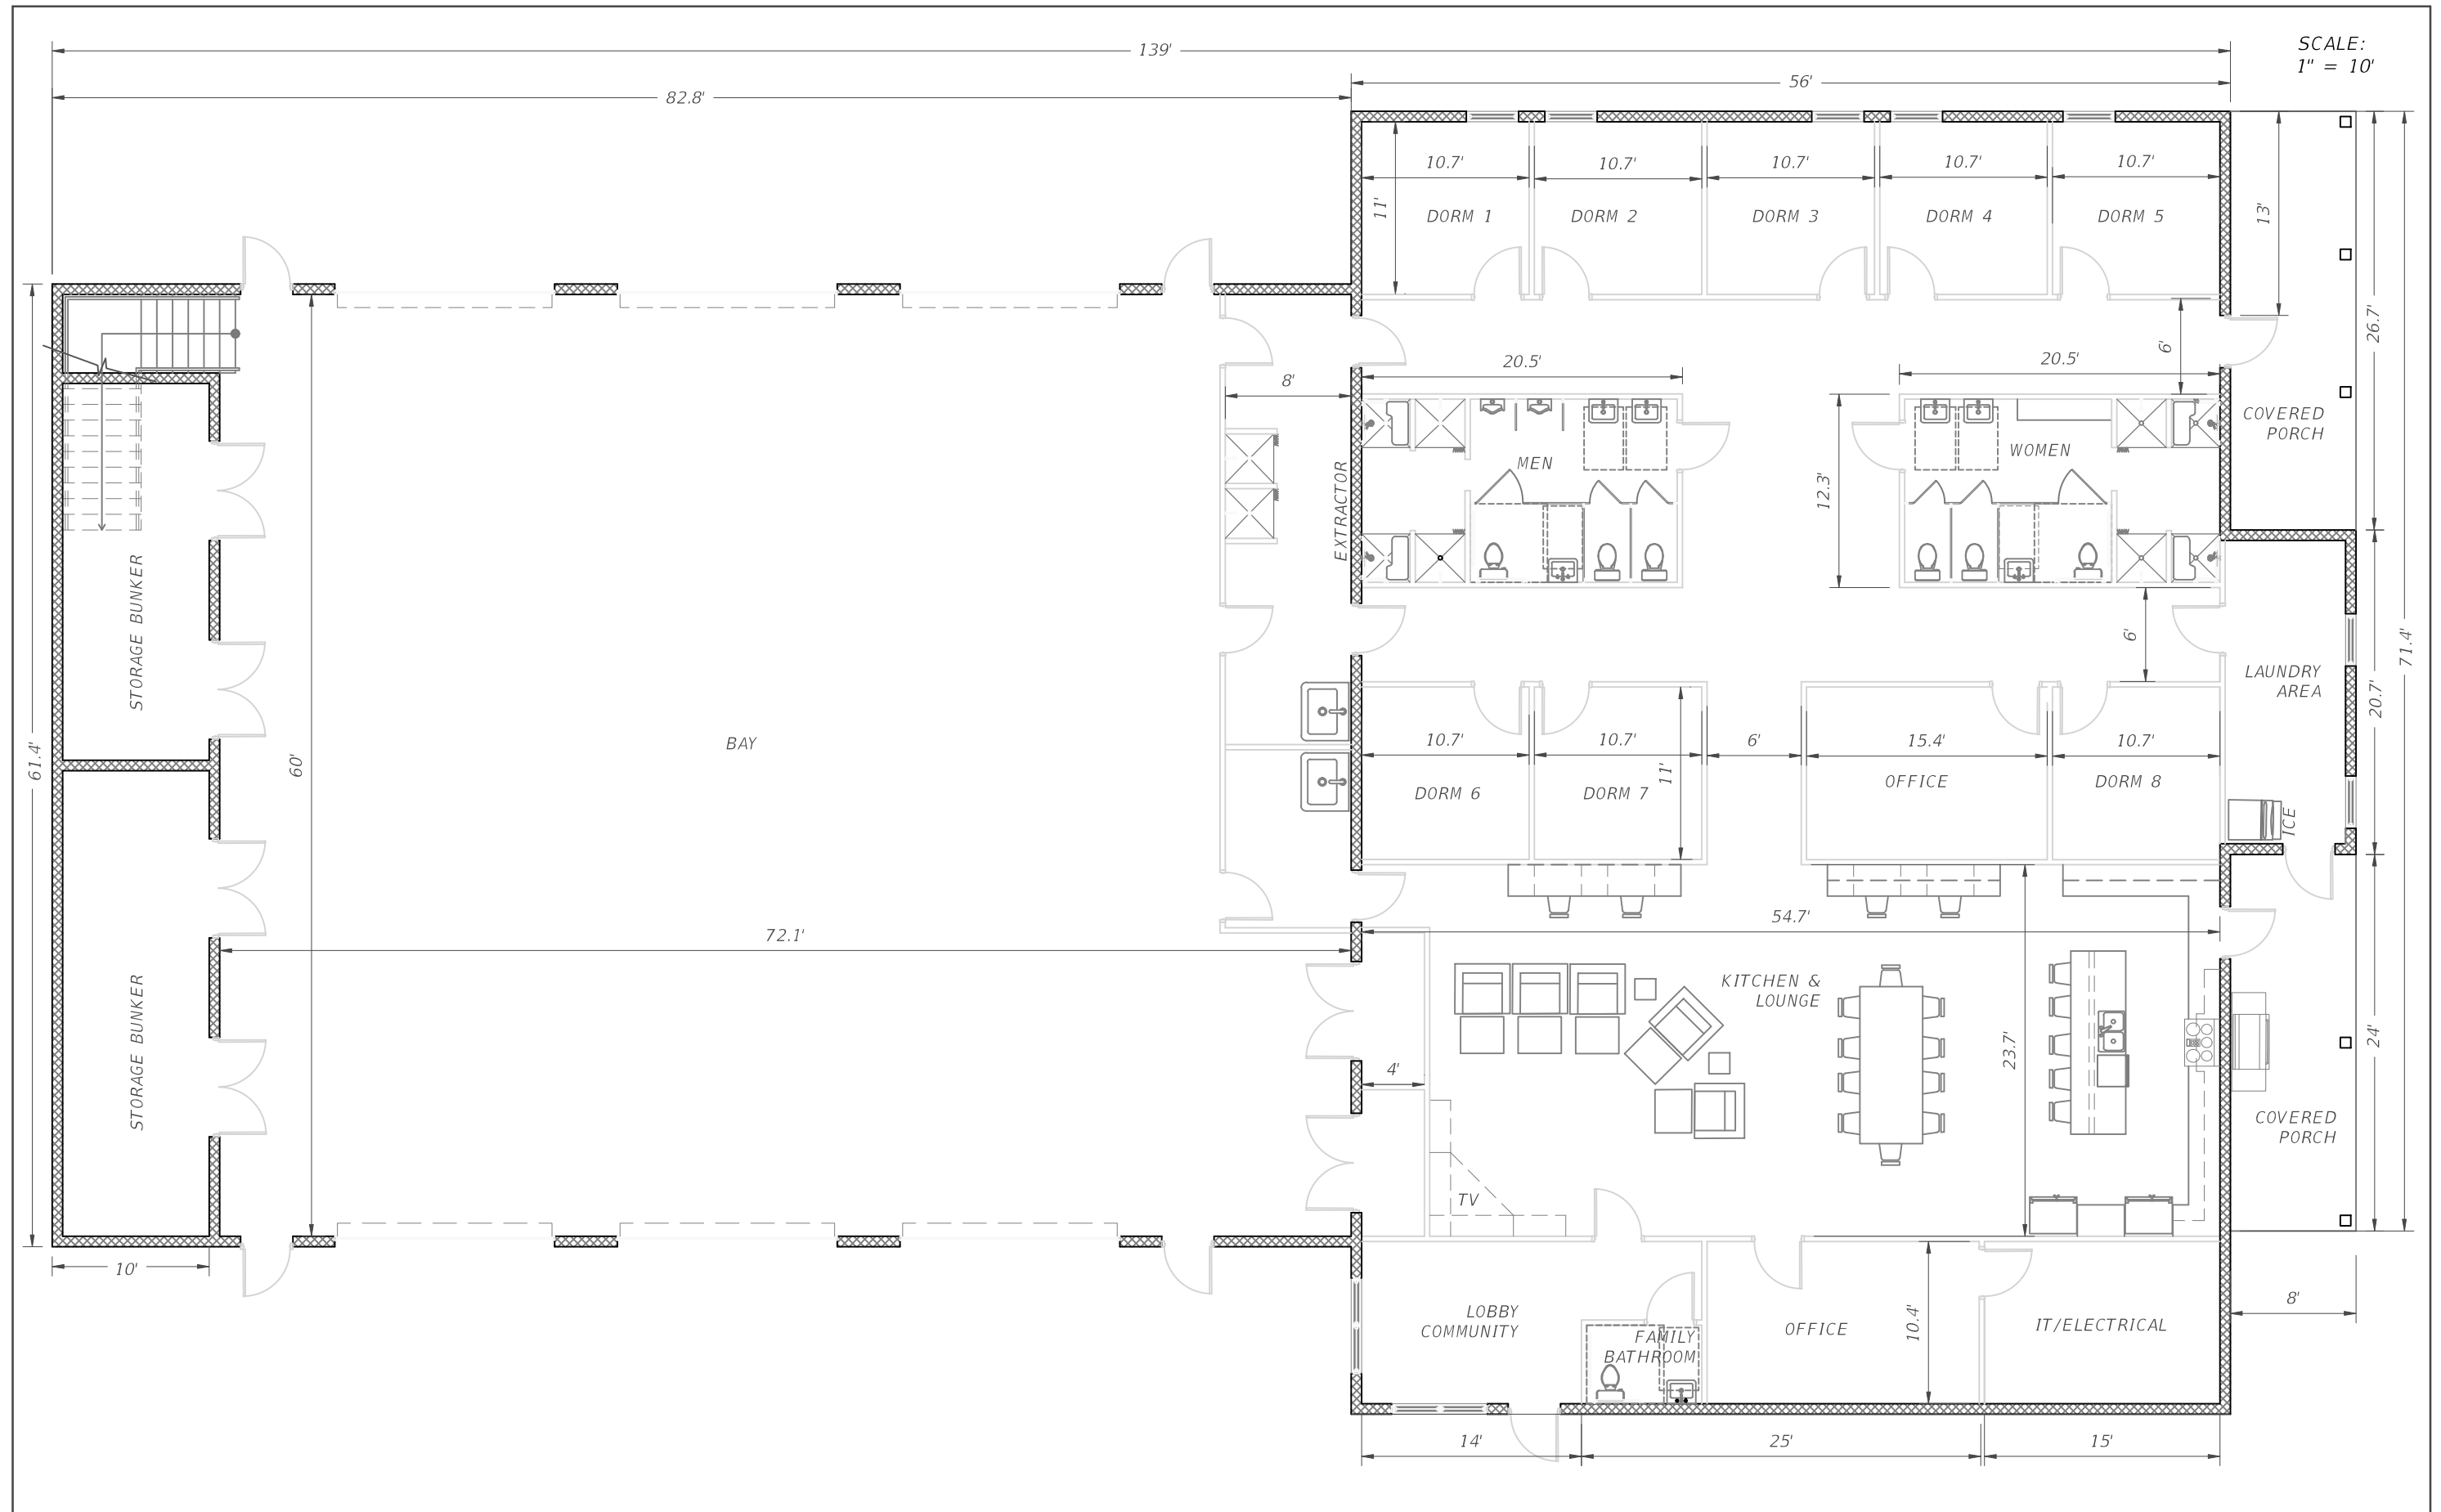 139'
SCALE:
1" = 10'
56'
82.8'
10.7'
10.7'
10.7'
10.7'
10.7'
11'
DORM 1
DORM 2
DORM 3
DORM 4
DORM 5
13'
26.7'
6'
20.5'
20.5'
8'
COVERED
PORCH
MEN
WOMEN
12.3'
EXTRACTOR
STORAGE BUNKER
6'
71.4'
LAUNDRY
AREA
20.7'
BAY
61.4'
60'
10.7'
10.7'
6'
15.4'
10.7'
11'
DORM 6
DORM 7
OFFICE
DORM 8
ICE
54.7'
72.1'
KITCHEN &
LOUNGE
STORAGE BUNKER
23.7'
24'
4'
COVERED
PORCH
TV
10'
8'
LOBBY
COMMUNITY
FAMILY
BATHROOM
OFFICE
10.4'
IT/ELECTRICAL
14'
25'
15'